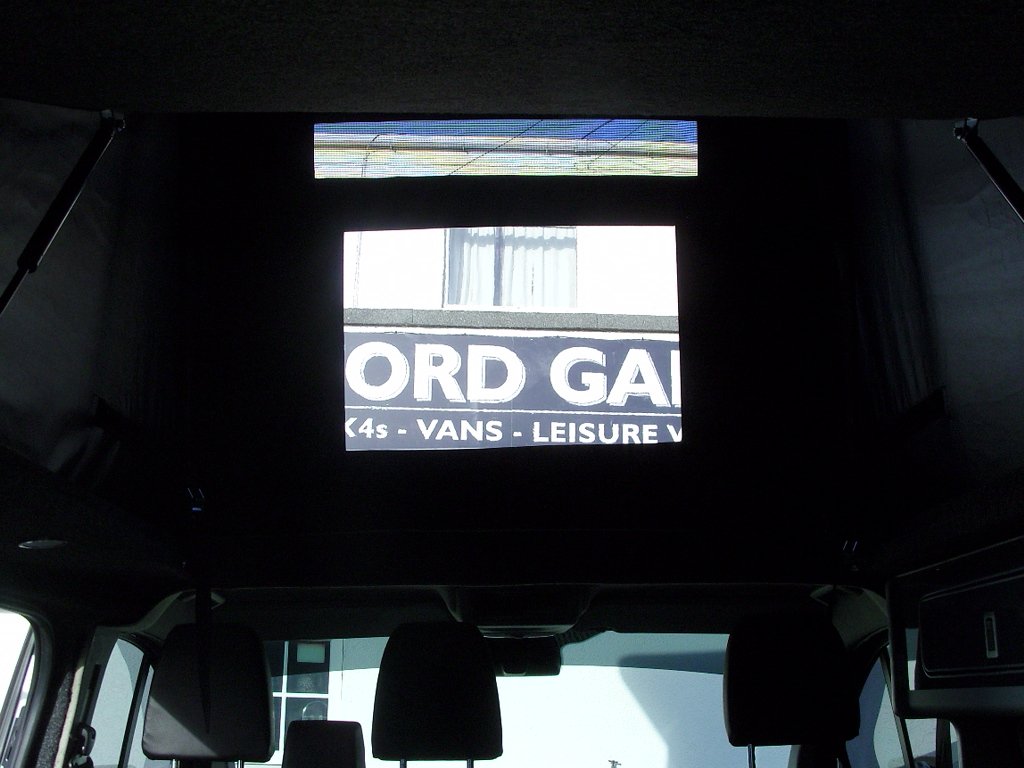 ORD GA
K4s - VANS - LEISURE V